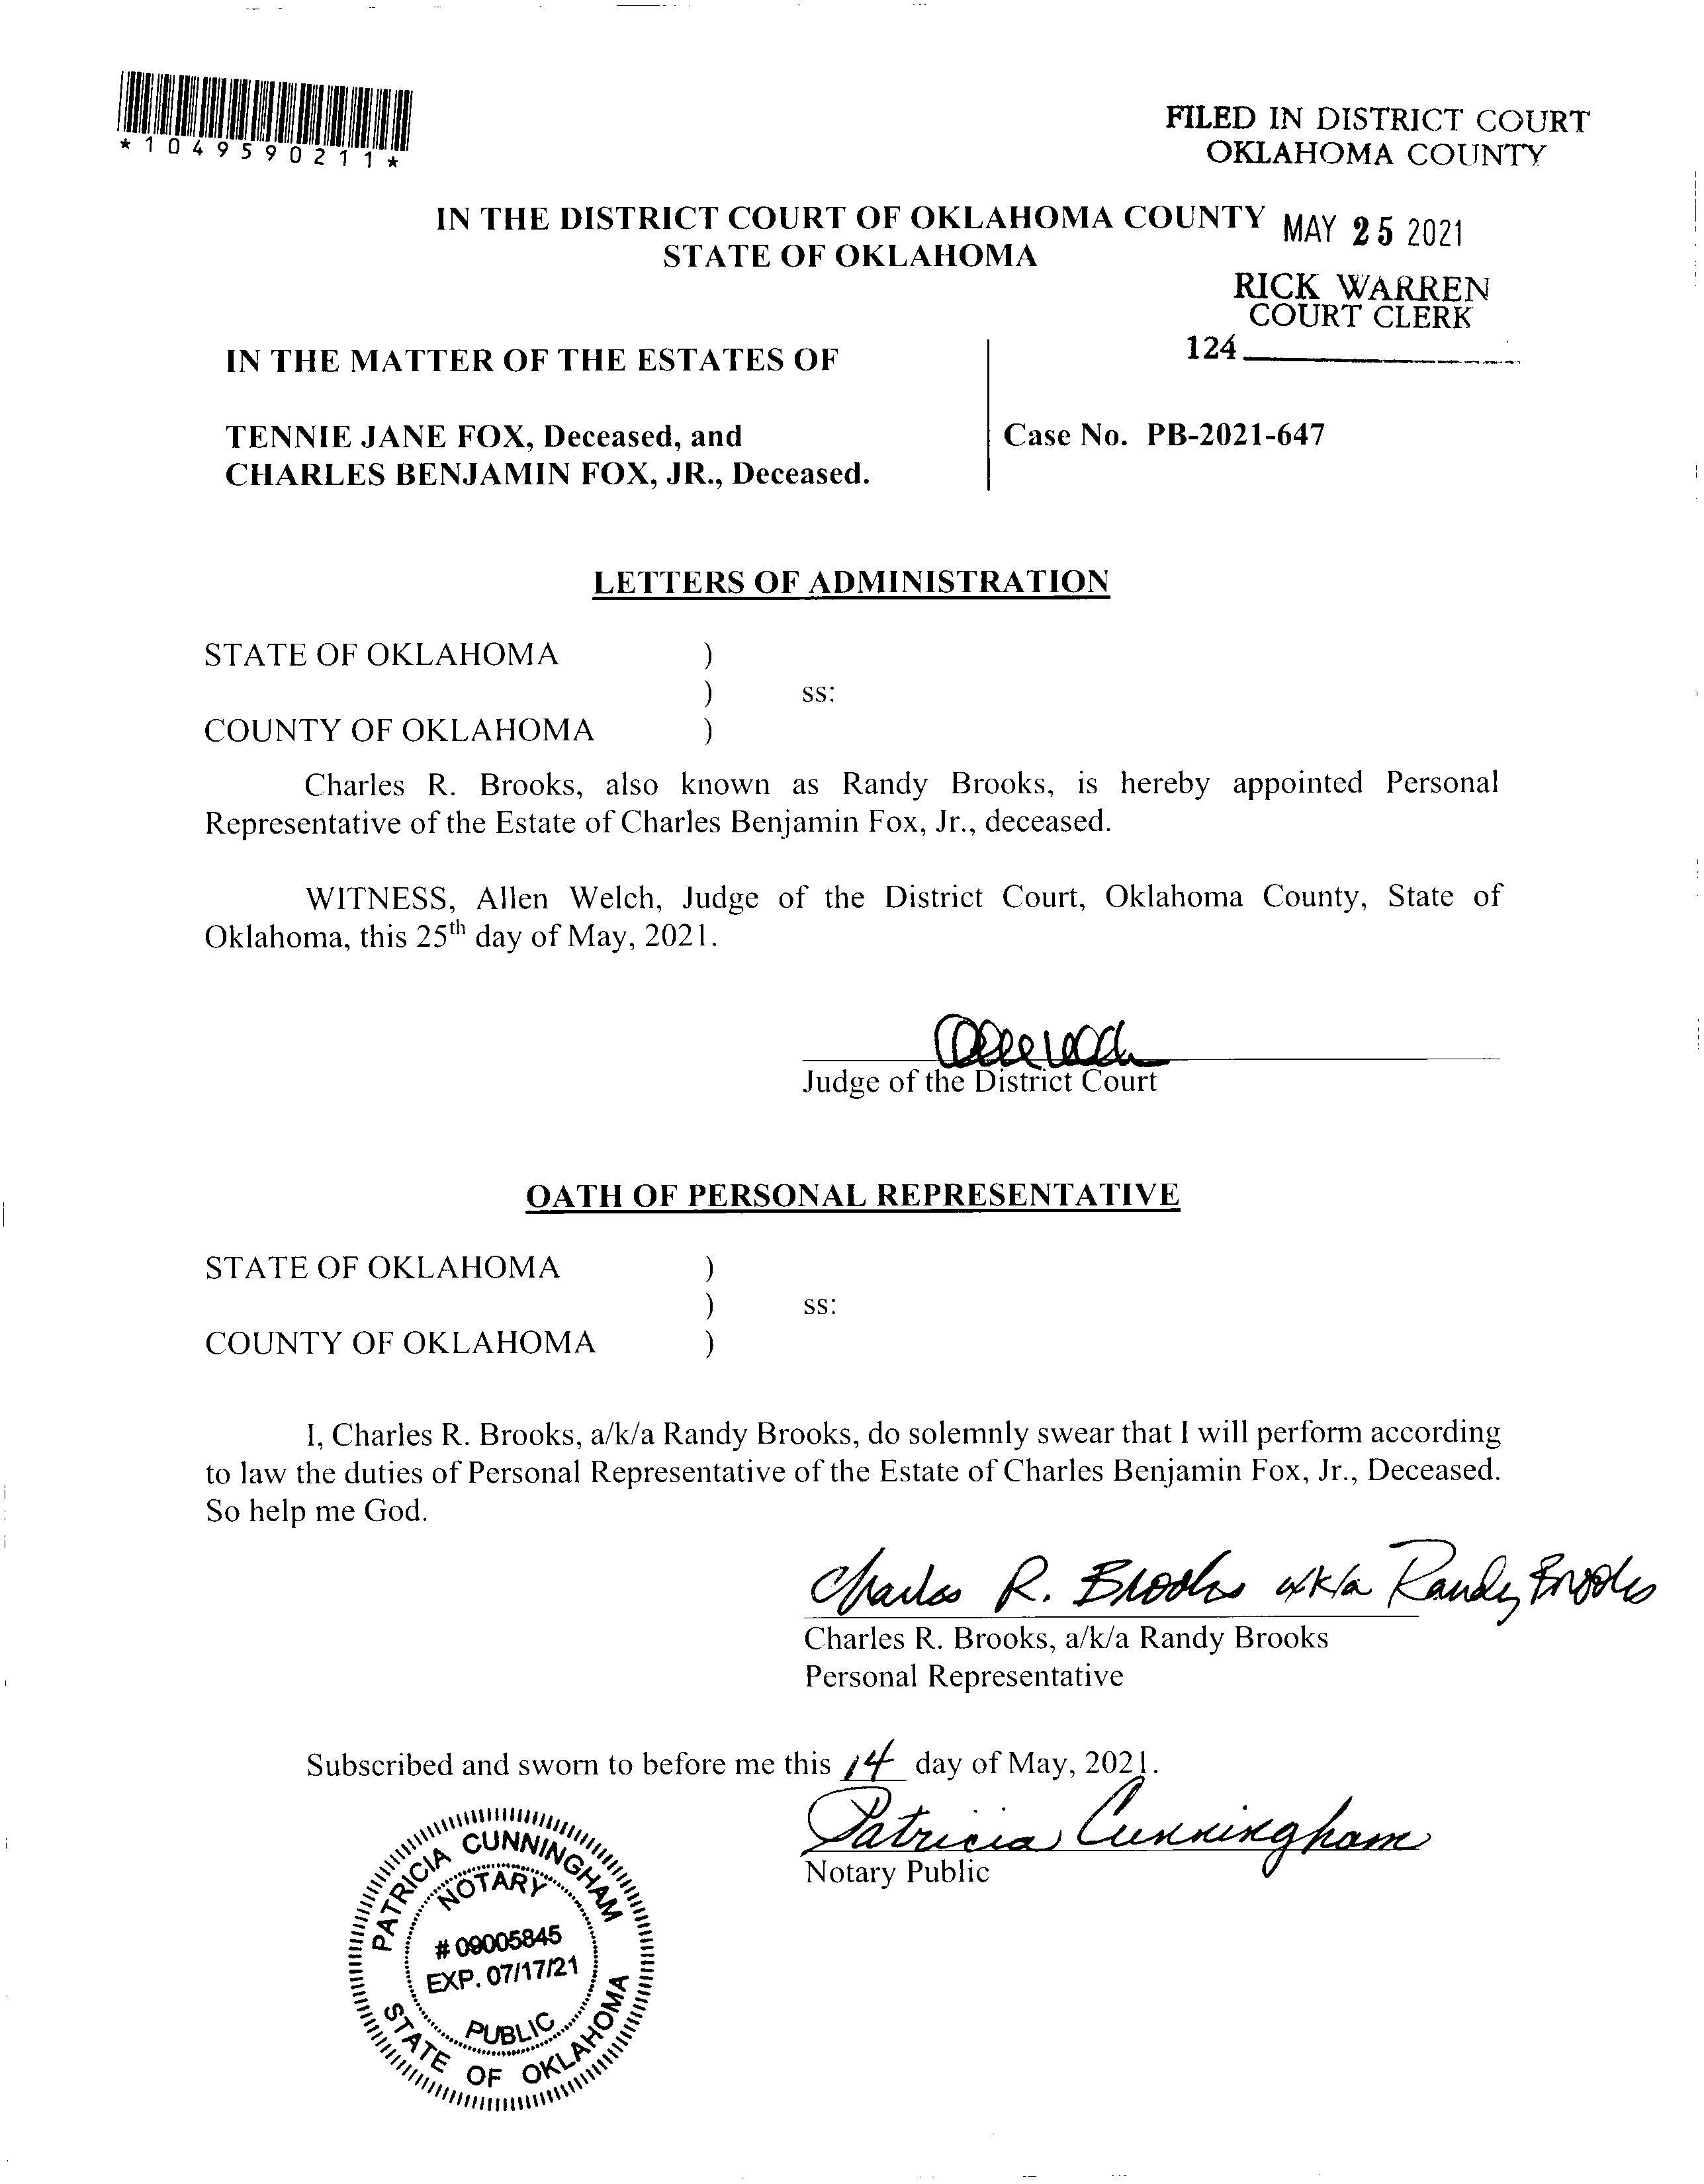 *1049590211*
FILED IN DISTRICT COURT
OKLAHOMA COUNTY
IN THE DISTRICT COURT OF OKLAHOMA COUNTY
MAY 25 2021
STATE OF OKLAHOMA
RICK WARREN
COURT CLERK
124
IN THE MATTER OF THE ESTATES OF
TENNIE JANE FOX, Deceased, and
Case No. PB-2021-647
CHARLES BENJAMIN FOX, JR., Deceased.
LETTERS OF ADMINISTRATION
STATE OF OKLAHOMA )
) ss:
COUNTY OF OKLAHOMA )
Charles R. Brooks, also known as Randy Brooks, is hereby appointed Personal
Representative of the Estate of Charles Benjamin Fox, Jr., deceased.
WITNESS, Allen Welch, Judge of the District Court, Oklahoma County, State of
Oklahoma, this 25th day of May, 2021.
Judge of the District Court
OATH OF PERSONAL REPRESENTATIVE
STATE OF OKLAHOMA )
) ss:
COUNTY OF OKLAHOMA )
I, Charles R. Brooks, a/k/a Randy Brooks, do solemnly swear that I will perform according
to law the duties of Personal Representative of the Estate of Charles Benjamin Fox, Jr., Deceased.
So help me God.
Charles R. Brooks a/k/a Randy Brooks
Charles R. Brooks, a/k/a Randy Brooks
Personal Representative
Subscribed and sworn to before me this 14 day of May, 2021.
Patricia Cunningham
Notary Public
PATRICIA CUNNINGHAM
NOTARY
# 09005845
EXP. 07/17/21
PUBLIC
STATE OF OKLAHOMA